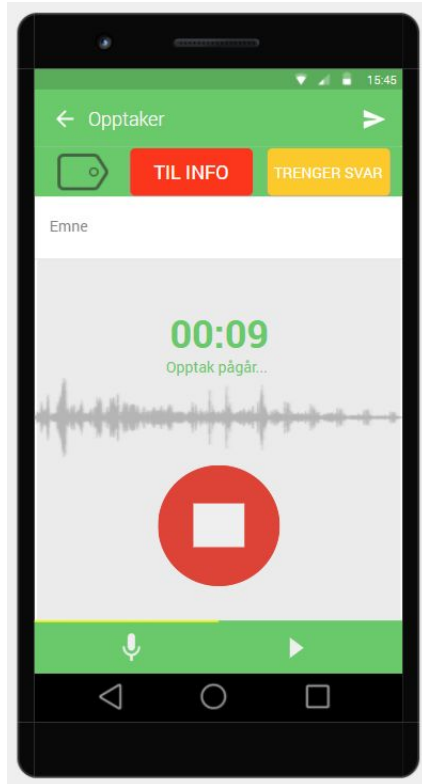 15:45
Opptaker
TIL INFO
TRENGER SVAR
Emne
00:09
Opptak pågår...